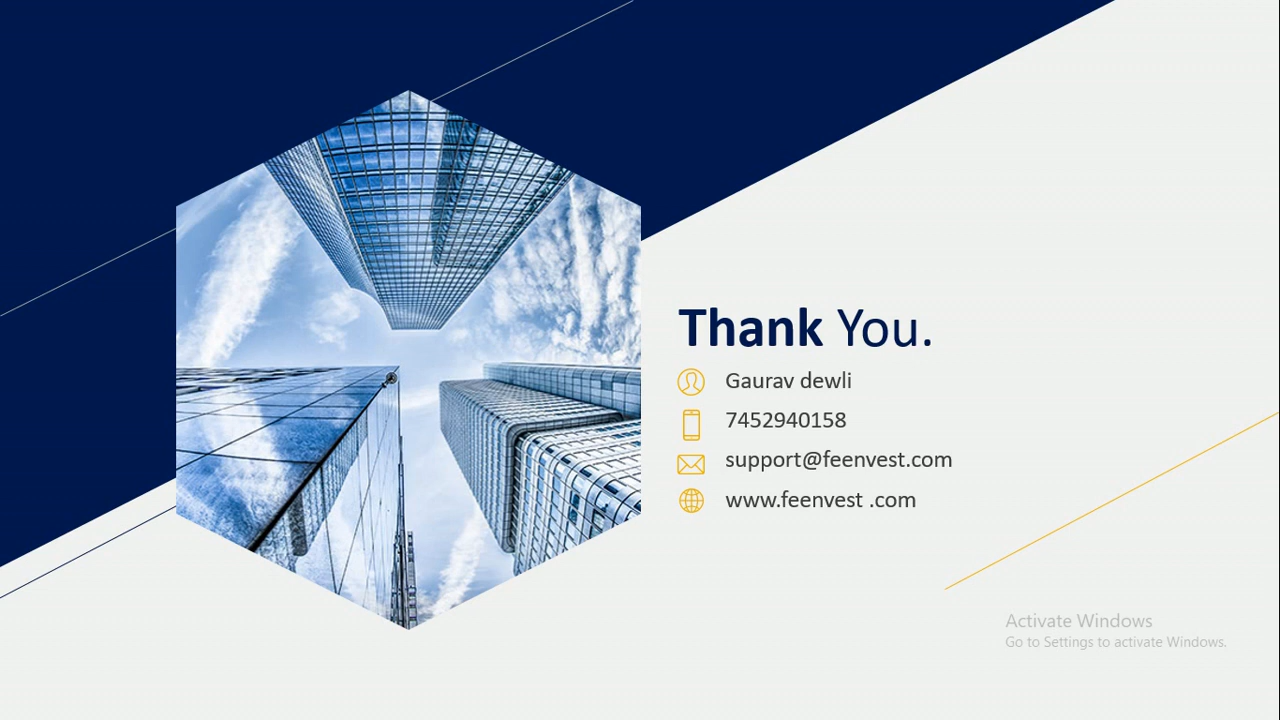 Thank You.
Gaurav dewli
7452940158
support@feenvest.com
www.feenvest .com
Activate Windows
Go to Settings to activate Windows.